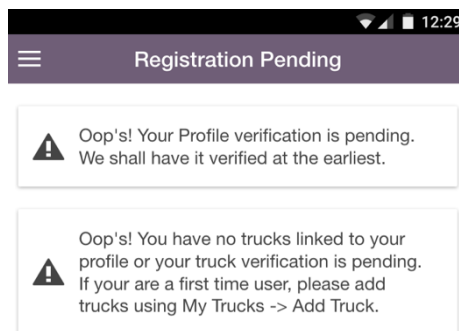 12:29
Registration Pending
Oop's! Your Profile verification is pending.
We shall have it verified at the earliest.
Oop's! You have no trucks linked to your
profile or your truck verification is pending.
If your are a first time user, please add
trucks using My Trucks -> Add Truck.